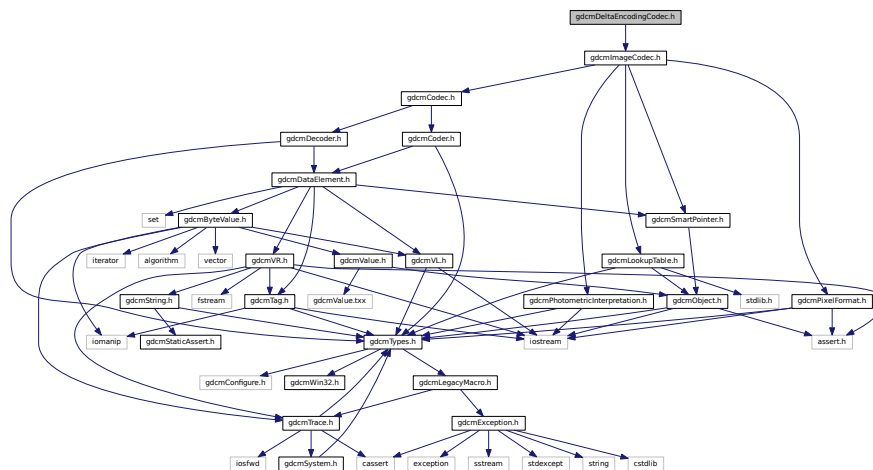 gdcmDeltaEncodingCodec.h
gdcmImageCodec.h
gdcmCodec.h
gdcmDecoder.h
gdcmCoder.h
gdcmDataElement.h
set
gdcmByteValue.h
gdcmSmartPointer.h
iterator
algorithm
vector
gdcmVR.h
gdcmValue.h
gdcmVL.h
gdcmLookupTable.h
gdcmString.h
fstream
gdcmTag.h
gdcmValue.txx
gdcmPhotometricInterpretation.h
gdcmObject.h
stdlib.h
gdcmPixelFormat.h
iomanip
gdcmStaticAssert.h
gdcmTypes.h
iostream
assert.h
gdcmConfigure.h
gdcmWin32.h
gdcmLegacyMacro.h
gdcmTrace.h
gdcmException.h
iosfwd
gdcmSystem.h
cassert
exception
sstream
stdexcept
string
cstdlib